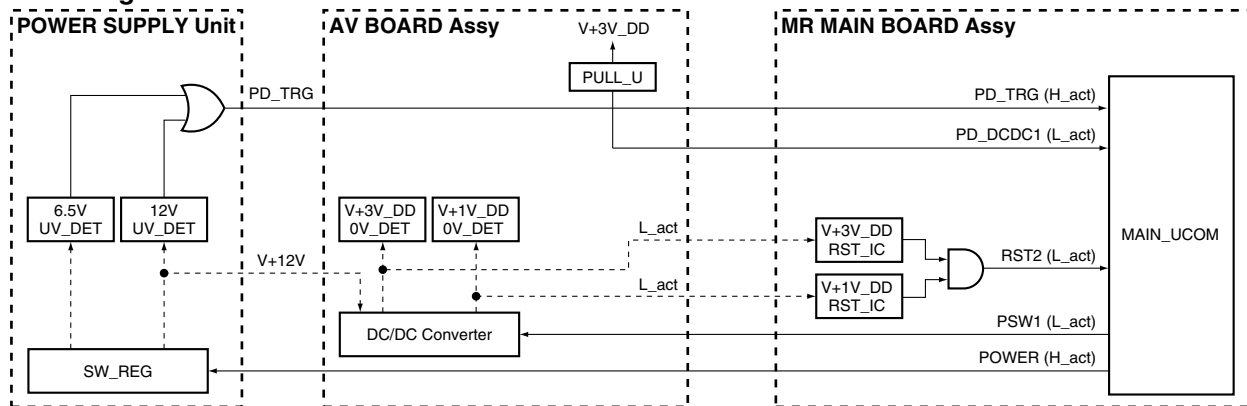 POWER SUPPLY Unit
AV BOARD Assy
MR MAIN BOARD Assy
V+3V_DD
PULL_U
PD_TRG
PD_TRG (H_act)
PD_DCDC1 (L_act)
6.5V
UV_DET
12V
UV_DET
V+3V_DD
0V_DET
V+1V_DD
0V_DET
L_act
V+3V_DD
RST_IC
MAIN_UCOM
V+12V
RST2 (L_act)
L_act
V+1V_DD
RST_IC
DC/DC Converter
PSW1 (L_act)
SW_REG
POWER (H_act)